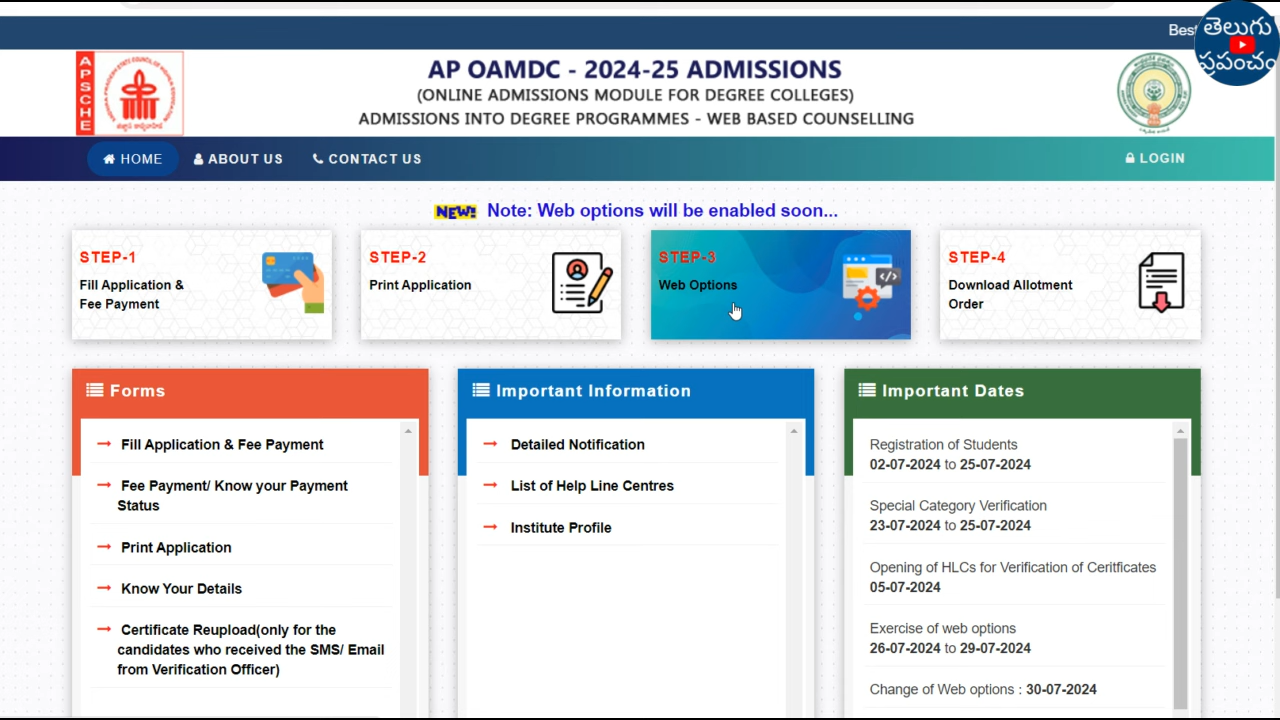 Best
తెలుగు
ప్రపంచం
APSCHE
AP OAMDC - 2024-25 ADMISSIONS
(ONLINE ADMISSIONS MODULE FOR DEGREE COLLEGES)
ADMISSIONS INTO DEGREE PROGRAMMES - WEB BASED COUNSELLING
HOME ABOUT US CONTACT US LOGIN
NEW! Note: Web options will be enabled soon...
STEP-1
Fill Application &
Fee Payment
STEP-2
Print Application
STEP-3
Web Options
STEP-4
Download Allotment
Order
Forms
Fill Application & Fee Payment
Fee Payment/ Know your Payment
Status
Print Application
Know Your Details
Certificate Reupload(only for the
candidates who received the SMS/ Email
from Verification Officer)
Important Information
Detailed Notification
List of Help Line Centres
Institute Profile
Important Dates
Registration of Students
02-07-2024 to 25-07-2024
Special Category Verification
23-07-2024 to 25-07-2024
Opening of HLCs for Verification of Ceritficates
05-07-2024
Exercise of web options
26-07-2024 to 29-07-2024
Change of Web options : 30-07-2024